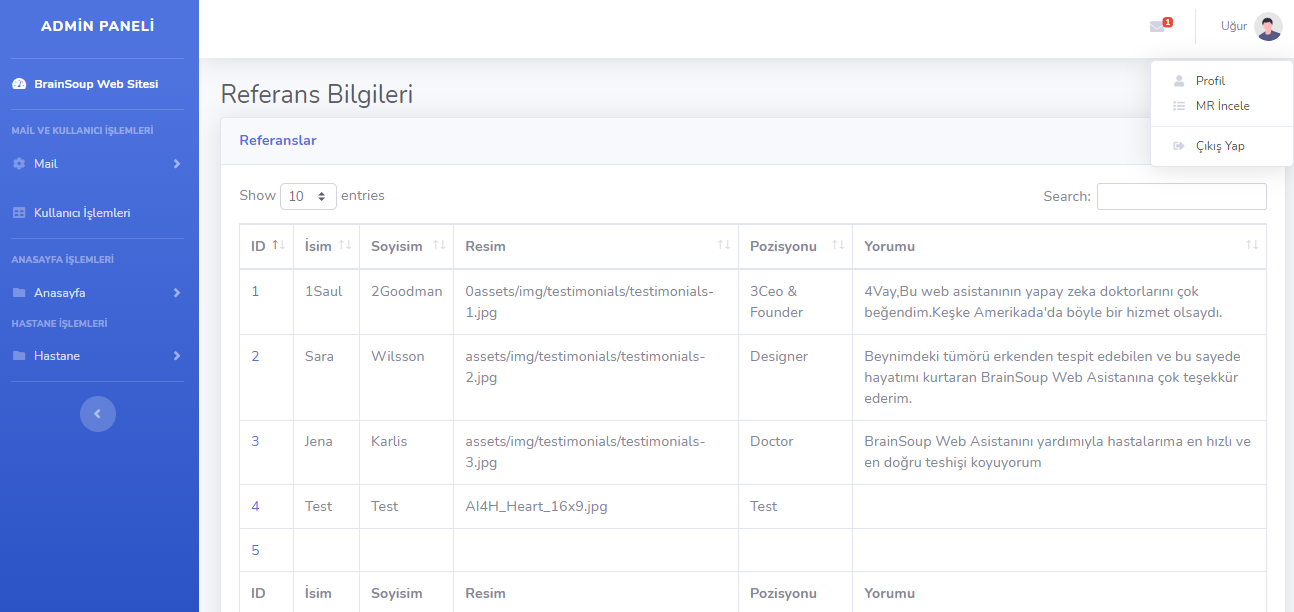 ADMİN PANELİ
BrainSoup Web Sitesi
MAİL VE KULLANICI İŞLEMLERİ
Mail
Kullanıcı İşlemleri
ANASAYFA İŞLEMLERİ
Anasayfa
HASTANE İŞLEMLERİ
Hastane
1
Uğur
Profil
MR İncele
Çıkış Yap
Referans Bilgileri
Referanslar
Show 10 entries
Search:
ID İsim Soyisim Resim Pozisyonu Yorumu
1 1Saul 2Goodman 0assets/img/testimonials/testimonials- 3Ceo & 4Vay,Bu web asistanının yapay zeka doktorlarını çok
1.jpg Founder beğendim.Keşke Amerikada'da böyle bir hizmet olsaydı.
2 Sara Wilsson assets/img/testimonials/testimonials- Designer Beynimdeki tümörü erkenden tespit edebilen ve bu sayede
2.jpg hayatımı kurtaran BrainSoup Web Asistanına çok teşekkür
ederim.
3 Jena Karlis assets/img/testimonials/testimonials- Doctor BrainSoup Web Asistanını yardımıyla hastalarıma en hızlı ve
3.jpg en doğru teshişi koyuyorum
4 Test Test AI4H_Heart_16x9.jpg Test
5
ID İsim Soyisim Resim Pozisyonu Yorumu